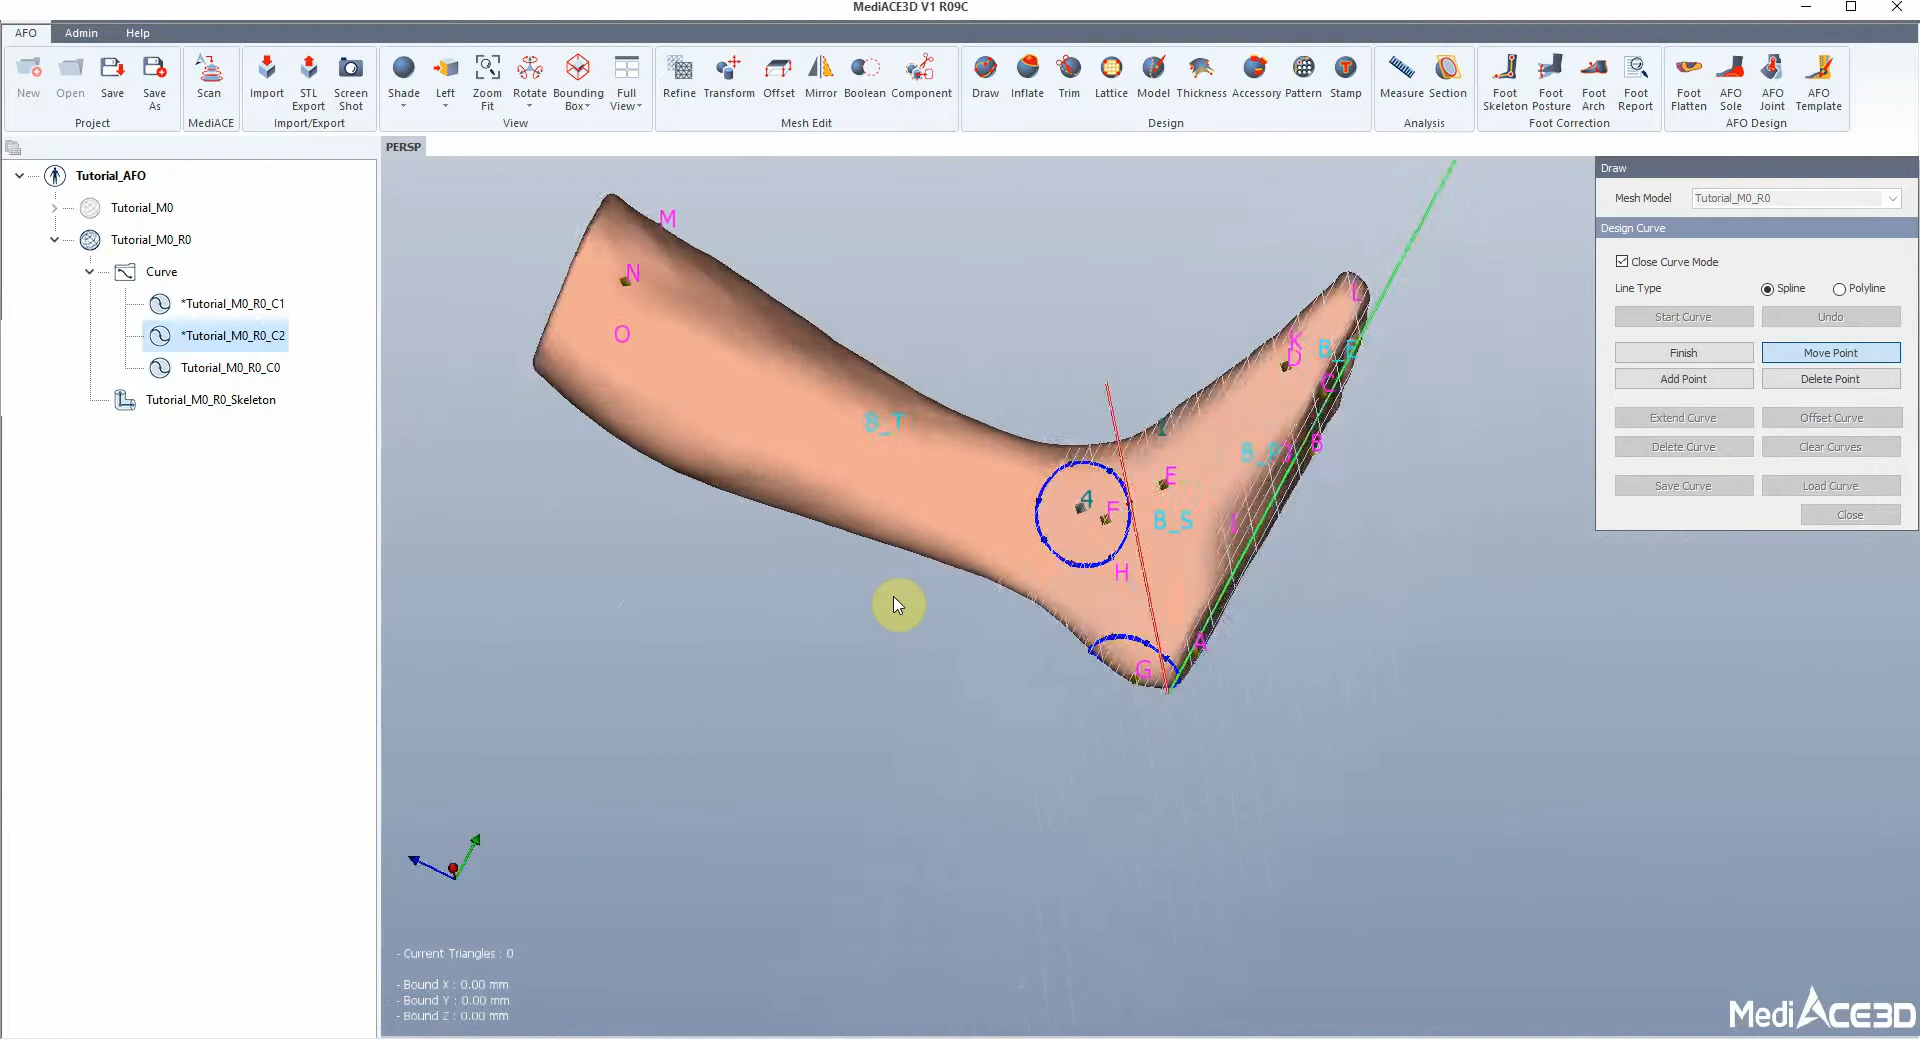 MediACE3D V1 R09C
AFO Admin Help
New Open Save Save As Scan Import STL Export Screen Shot Shade Left Zoom Fit Rotate Bounding Box Full View Refine Transform Offset Mirror Boolean Component Draw Inflate Trim Lattice Model Thickness Accessory Pattern Stamp Measure Section Foot Skeleton Foot Posture Foot Arch Foot Report Foot Flatten AFO Sole AFO Joint AFO Template
Project MediACE Import/Export View Mesh Edit Design Analysis Foot Correction AFO Design
PERSP
Tutorial_AFO
Tutorial_M0
Tutorial_M0_R0
Curve
*Tutorial_M0_R0_C1
*Tutorial_M0_R0_C2
Tutorial_M0_R0_C0
Tutorial_M0_R0_Skeleton
M
N
O
B_T
L
K
D
B_E
C
B
E
4
F
B_S
H
A
G
Draw
Mesh Model Tutorial_M0_R0
Design Curve
Close Curve Mode
Line Type Spline Polyline
Start Curve Undo
Finish Move Point
Add Point Delete Point
Extend Curve Offset Curve
Delete Curve Clear Curves
Save Curve Load Curve
Close
- Current Triangles : 0
- Bound X : 0.00 mm
- Bound Y : 0.00 mm
- Bound Z : 0.00 mm
MediACE3D